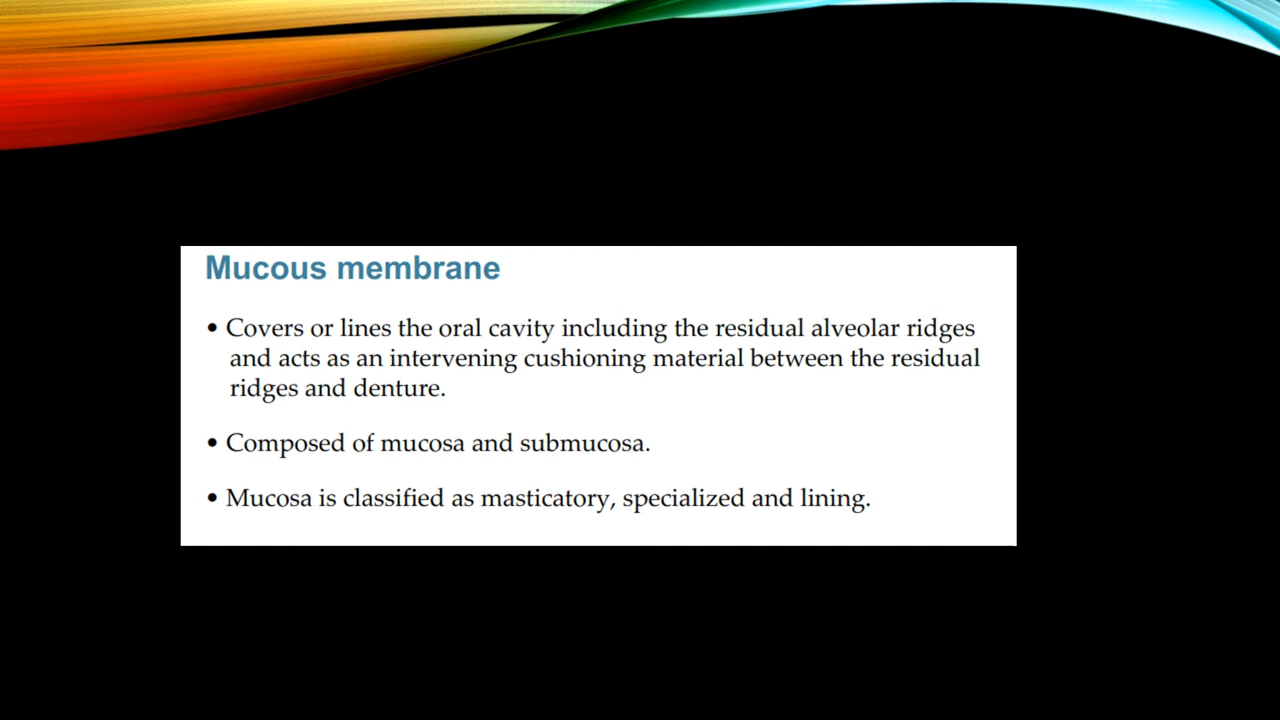 Mucous membrane
• Covers or lines the oral cavity including the residual alveolar ridges
and acts as an intervening cushioning material between the residual
ridges and denture.
• Composed of mucosa and submucosa.
• Mucosa is classified as masticatory, specialized and lining.